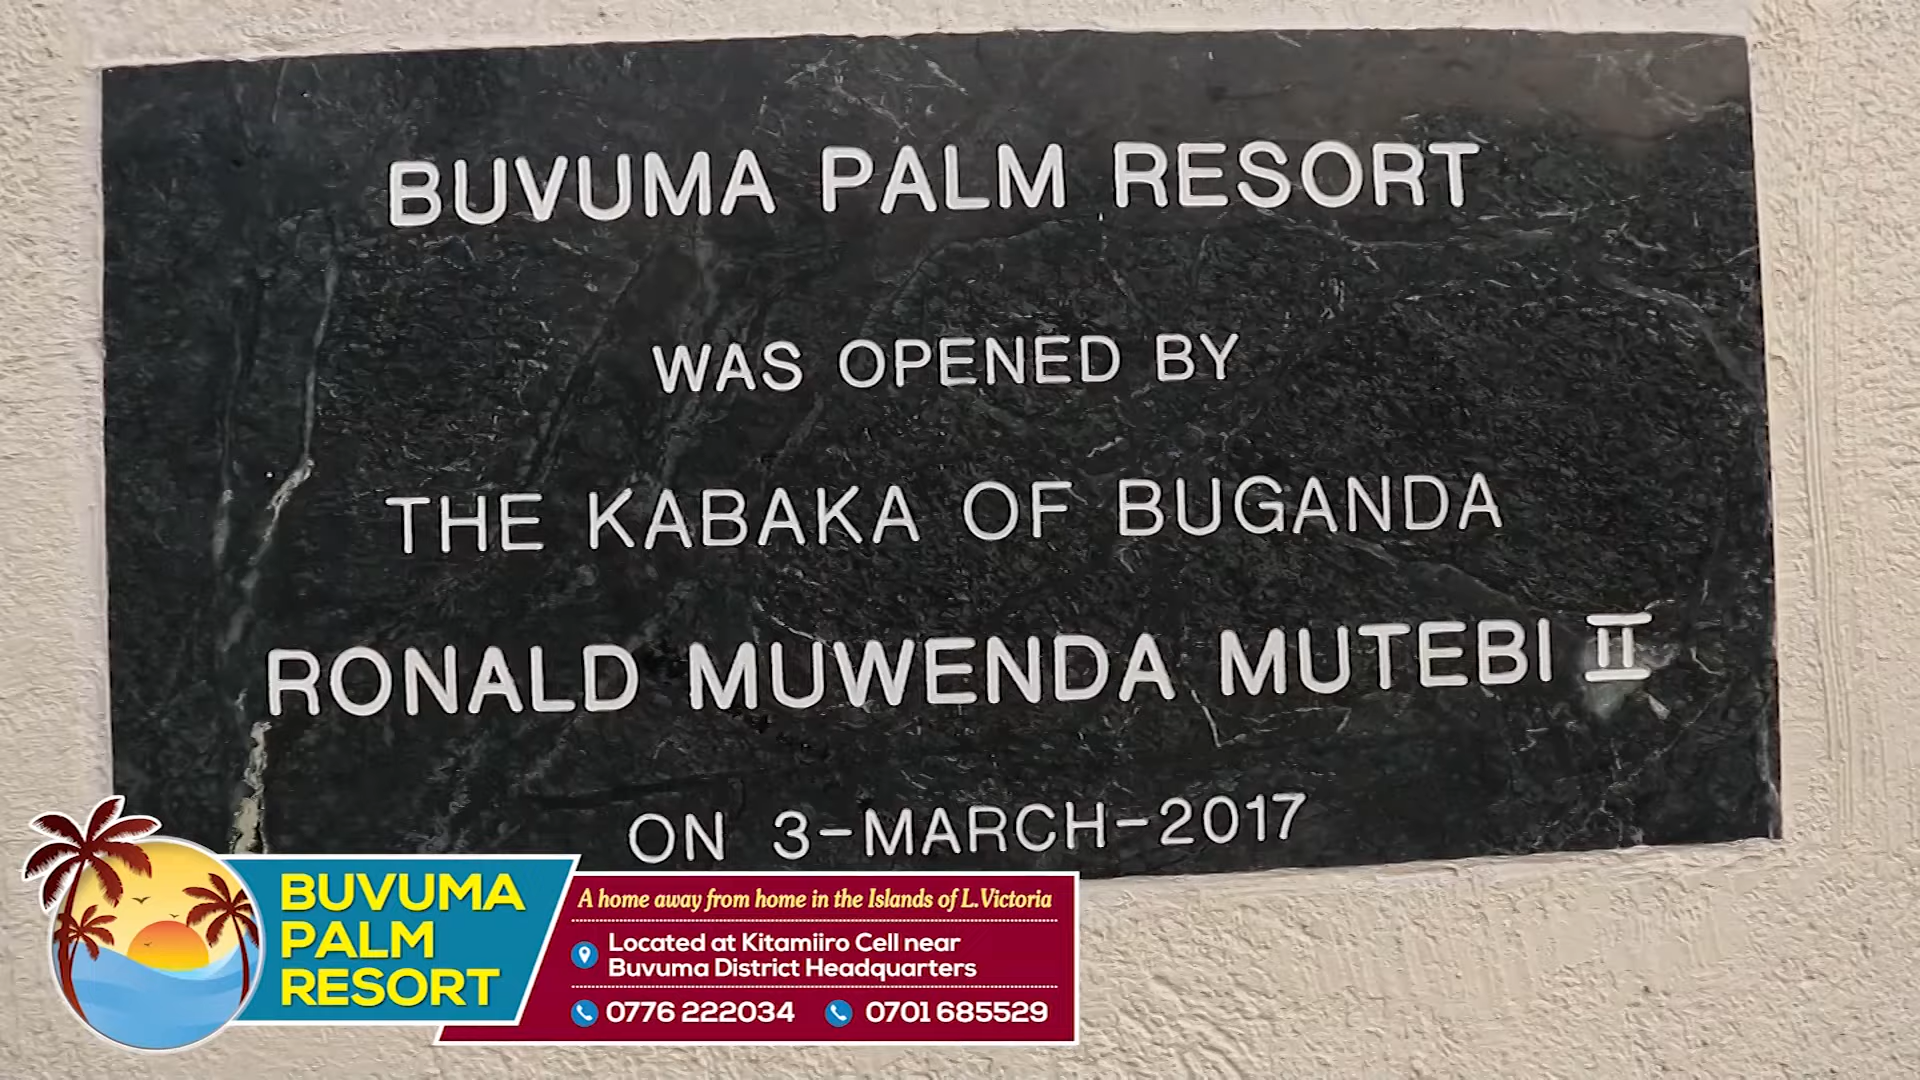 BUVUMA PALM RESORT
WAS OPENED BY
THE KABAKA OF BUGANDA
RONALD MUWENDA MUTEBI II
ON 3-MARCH-2017
BUVUMA
PALM
RESORT
A home away from home in the Islands of L.Victoria
Located at Kitamiiro Cell near
Buvuma District Headquarters
0776 222034 0701 685529